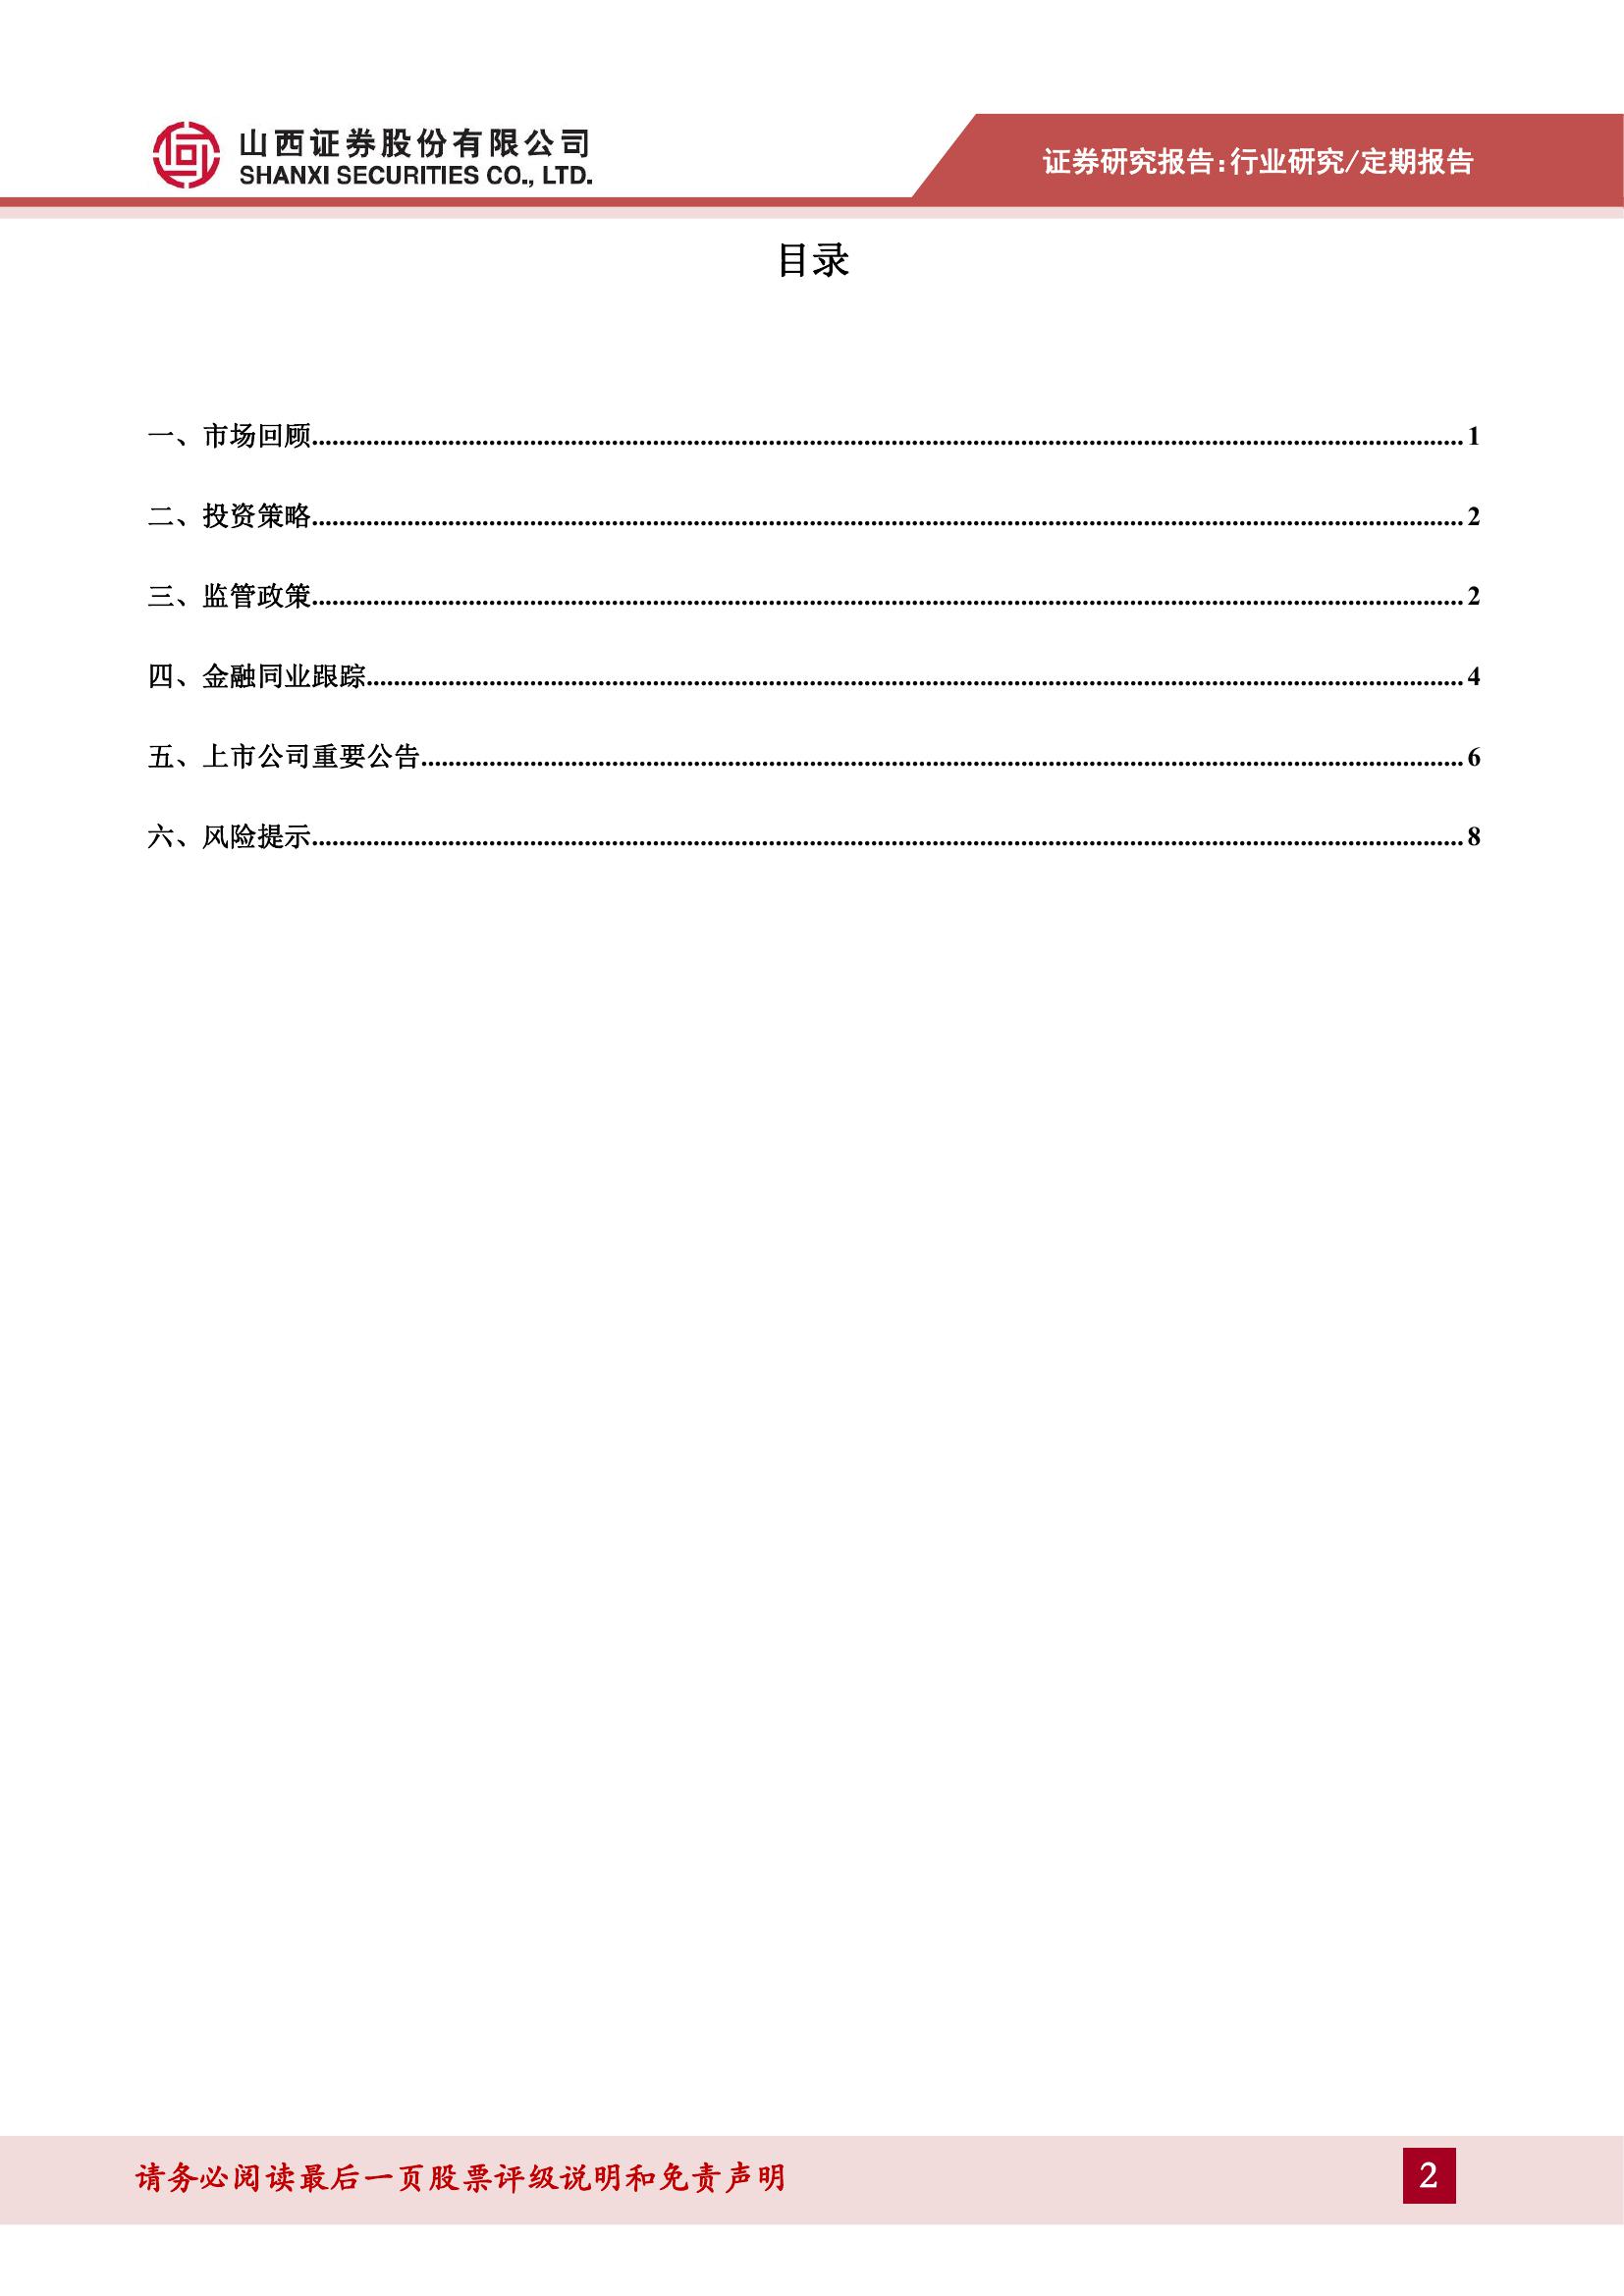 山西证券股份有限公司
SHANXI SECURITIES CO., LTD.
证券研究报告:行业研究/定期报告
目录
一、市场回顾........................................................................1
二、投资策略........................................................................2
三、监管政策........................................................................2
四、金融同业跟踪........................................................................4
五、上市公司重要公告........................................................................6
六、风险提示........................................................................8
请务必阅读最后一页股票评级说明和免责声明
2